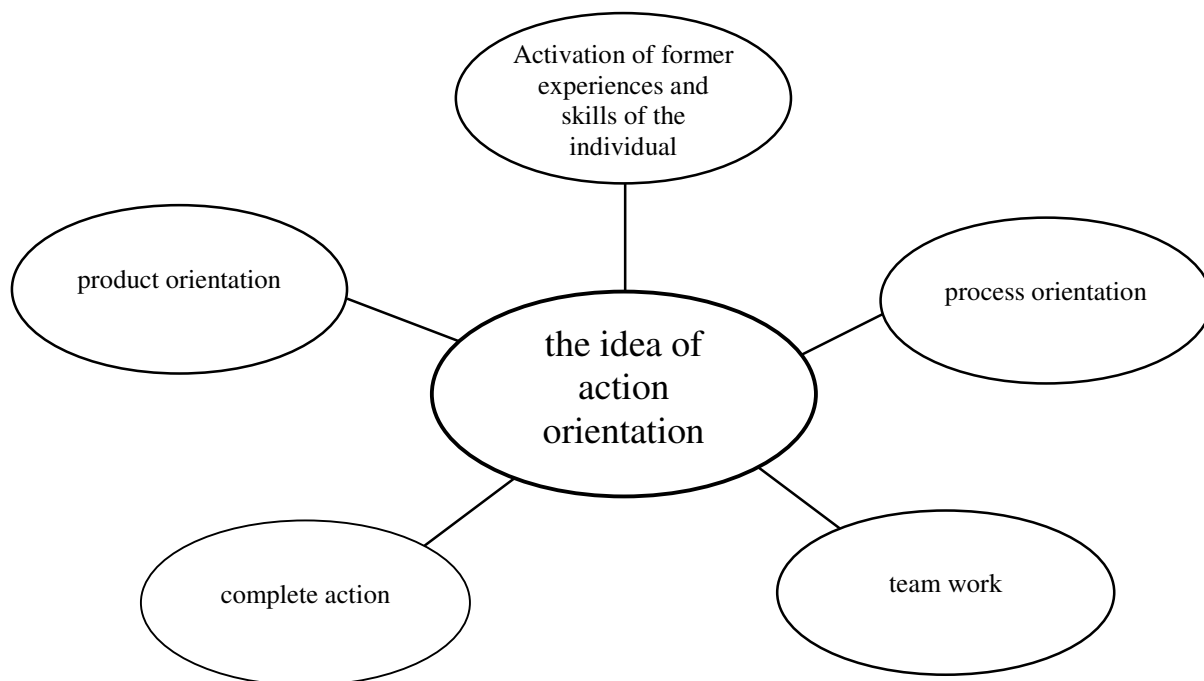 Activation of former
experiences and
skills of the
individual
product orientation
process orientation
the idea of
action
orientation
complete action
team work